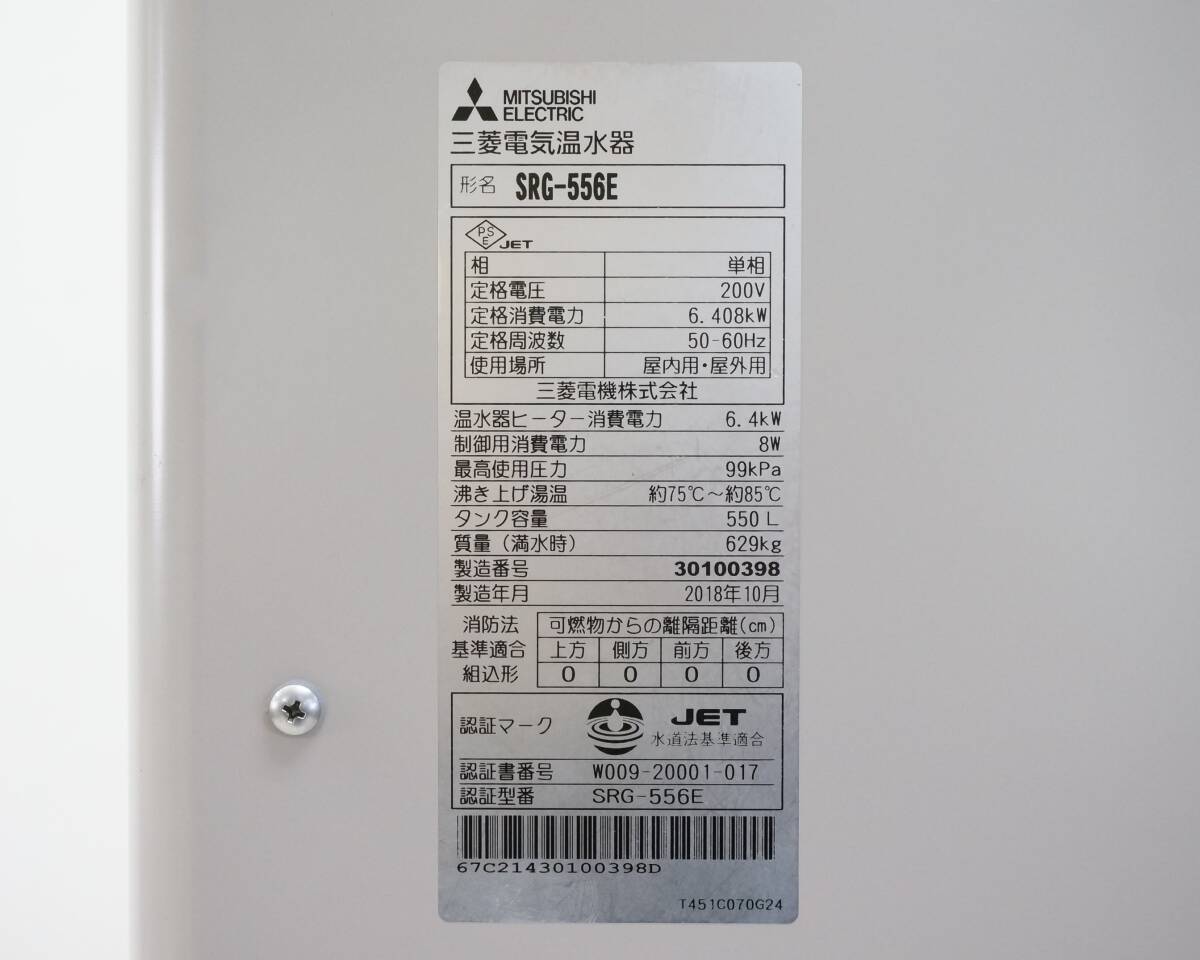 MITSUBISHI
ELECTRIC
三菱電気温水器
形名 SRG-556E
PS
E JET
相 単相
定格電圧 200V
定格消費電力 6.408kW
定格周波数 50-60Hz
使用場所 屋内用・屋外用
三菱電機株式会社
温水器ヒーター消費電力 6.4kW
制御用消費電力 8W
最高使用圧力 99kPa
沸き上げ湯温 約75℃～約85℃
タンク容量 550L
質量（満水時） 629kg
製造番号 30100398
製造年月 2018年10月
消防法 可燃物からの離隔距離(cm)
基準適合 上方 側方 前方 後方
組込形 0 0 0 0
認証マーク JET
水道法基準適合
認証書番号 W009-20001-017
認証型番 SRG-556E
67C21430100398D
T451C070G24